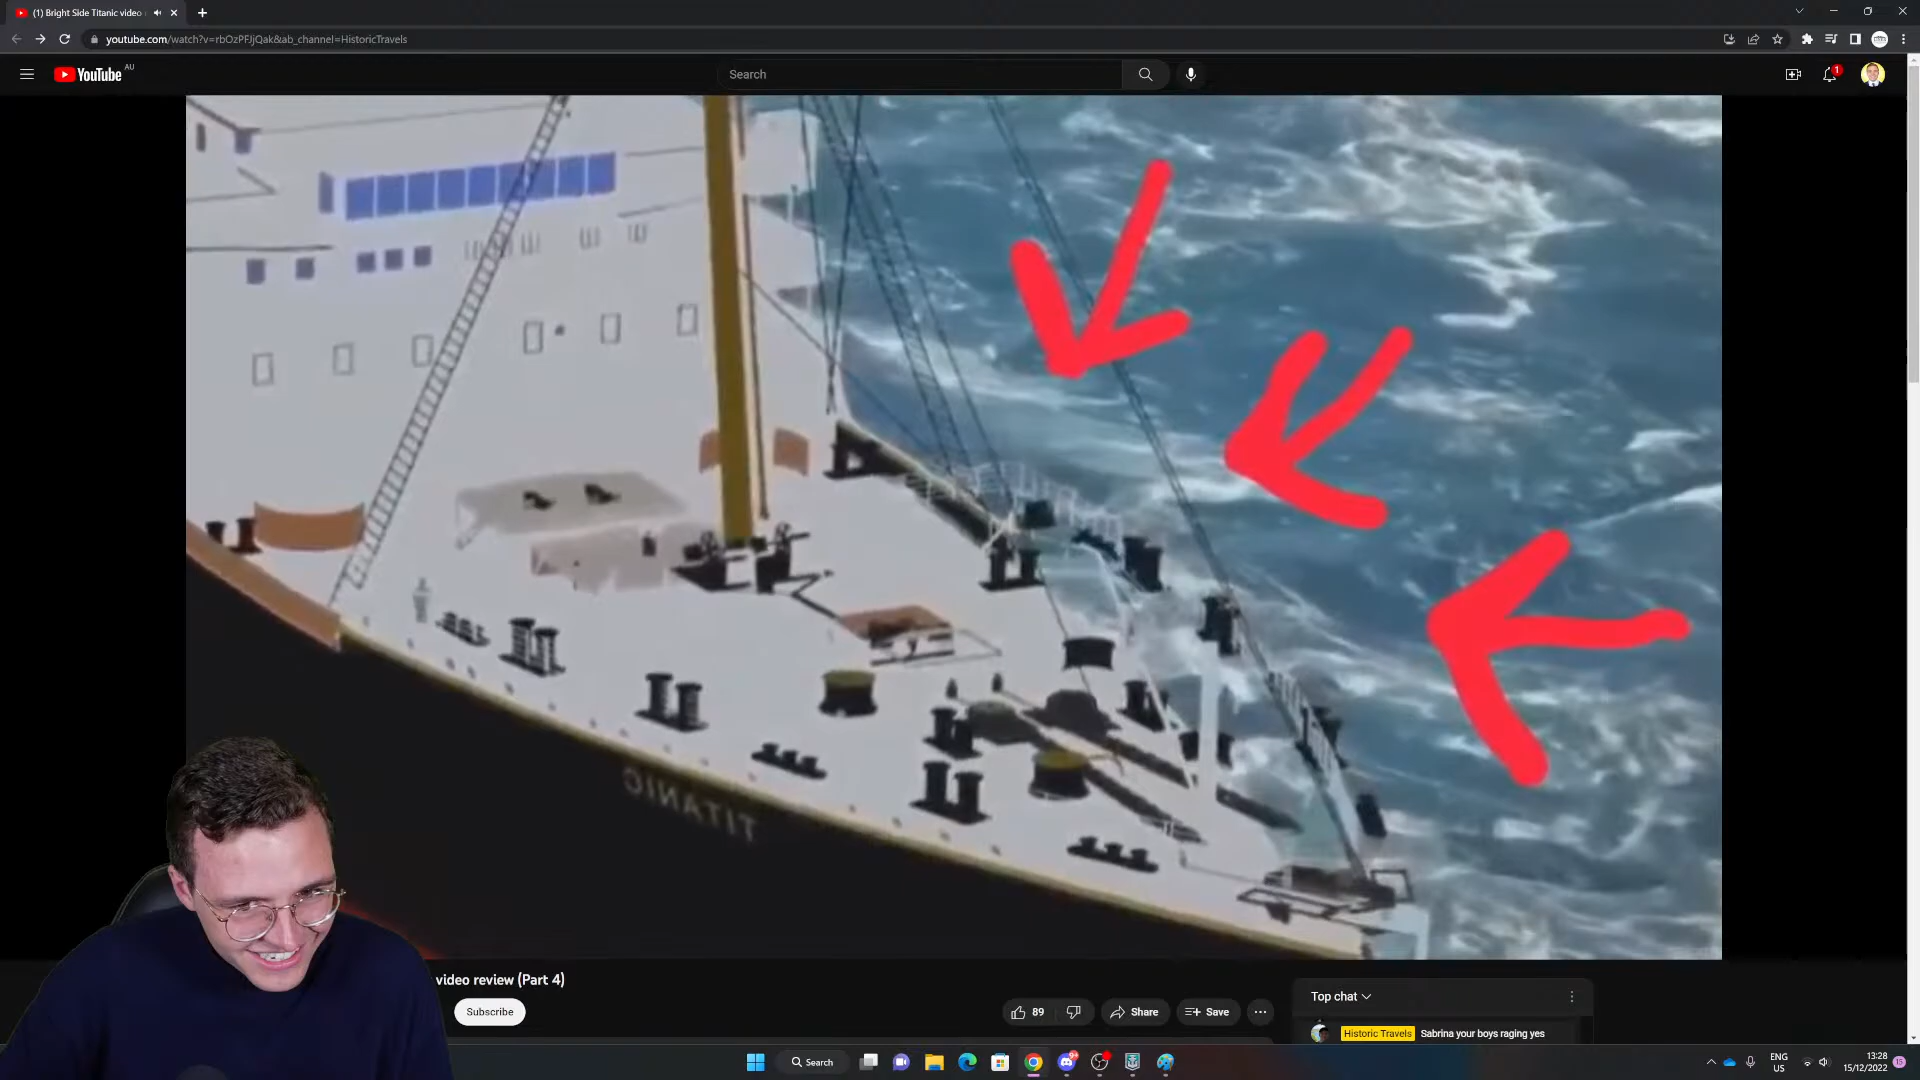 (1) Bright Side Titanic video
youtube.com/watch?v=rbOzPFJjQak&ab_channel=HistoricTravels
YouTube AU
Search
1
TITANIC
video review (Part 4)
Subscribe
89
Share
Save
Top chat
Historic Travels Sabrina your boys raging yes
Search
ENG
US
13:28
15/12/2022
15